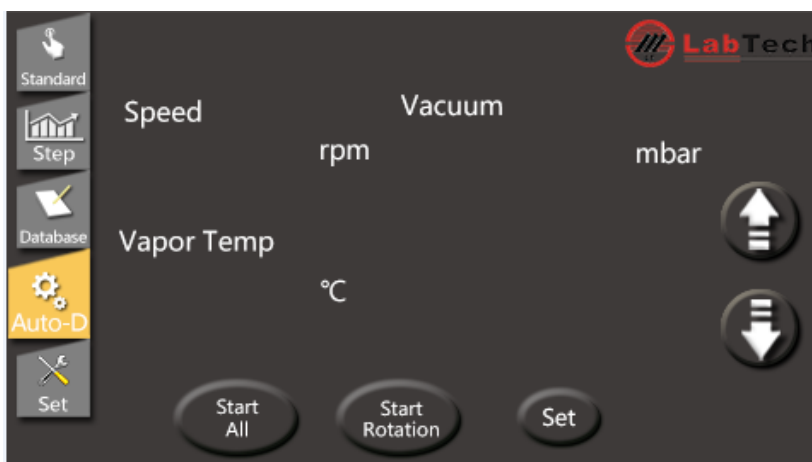 Standard
Step
Database
Auto-D
Set
LabTech
Speed
Vacuum
rpm
mbar
Vapor Temp
℃
Start
All
Start
Rotation
Set